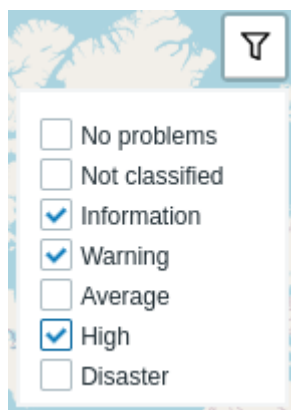 No problems
Not classified
Information
Warning
Average
High
Disaster